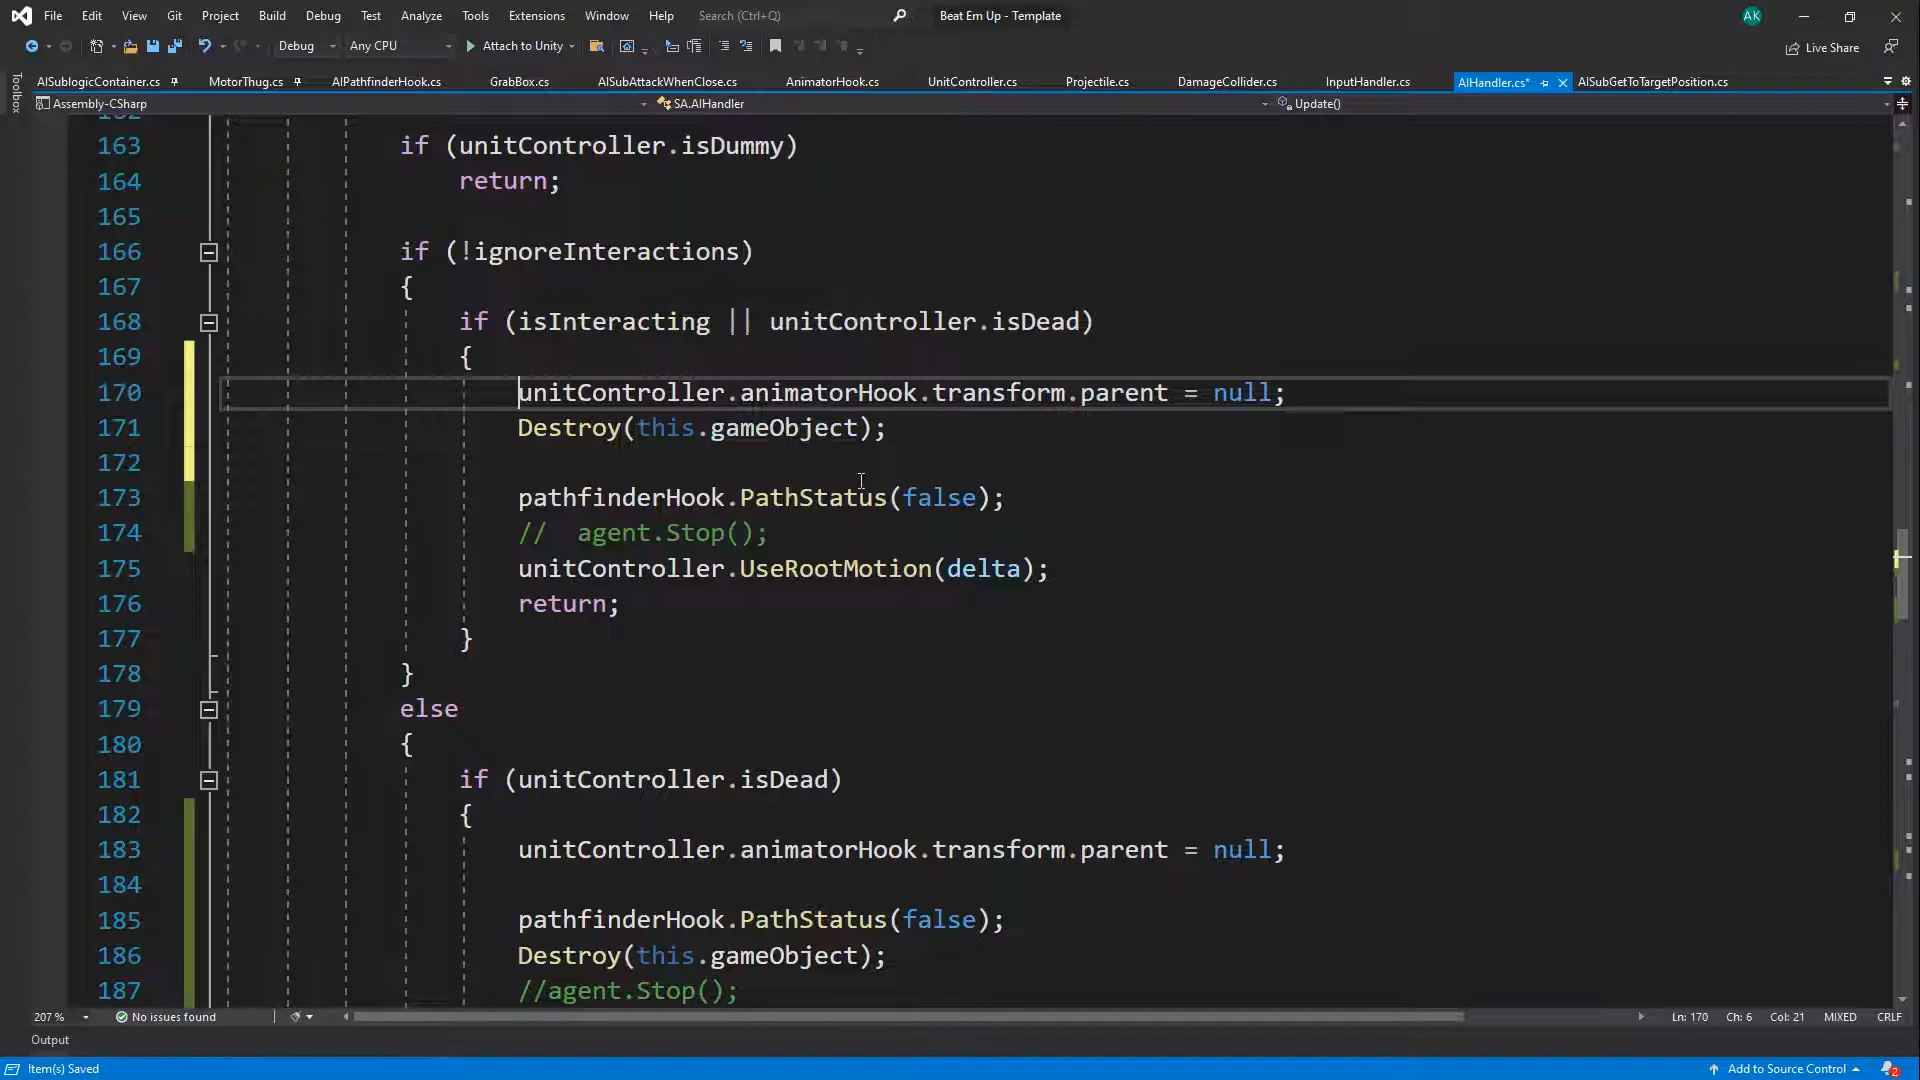 File Edit View Git Project Build Debug Test Analyze Tools Extensions Window Help Search (Ctrl+Q) Beat Em Up - Template AK
Debug Any CPU Attach to Unity Live Share
Toolbox
AISublogicContainer.cs MotorThug.cs AIPathfinderHook.cs GrabBox.cs AISubAttackWhenClose.cs AnimatorHook.cs UnitController.cs Projectile.cs DamageCollider.cs InputHandler.cs AIHandler.cs* AISubGetToTargetPosition.cs
Assembly-CSharp SA.AIHandler Update()
162
163 if (unitController.isDummy)
164 return;
165
166 if (!ignoreInteractions)
167 {
168 if (isInteracting || unitController.isDead)
169 {
170 unitController.animatorHook.transform.parent = null;
171 Destroy(this.gameObject);
172
173 pathfinderHook.PathStatus(false);
174 //  agent.Stop();
175 unitController.UseRootMotion(delta);
176 return;
177 }
178 }
179 else
180 {
181 if (unitController.isDead)
182 {
183 unitController.animatorHook.transform.parent = null;
184
185 pathfinderHook.PathStatus(false);
186 Destroy(this.gameObject);
187 //agent.Stop();
207 % No issues found Ln: 170 Ch: 6 Col: 21 MIXED CRLF
Output
Item(s) Saved Add to Source Control 2